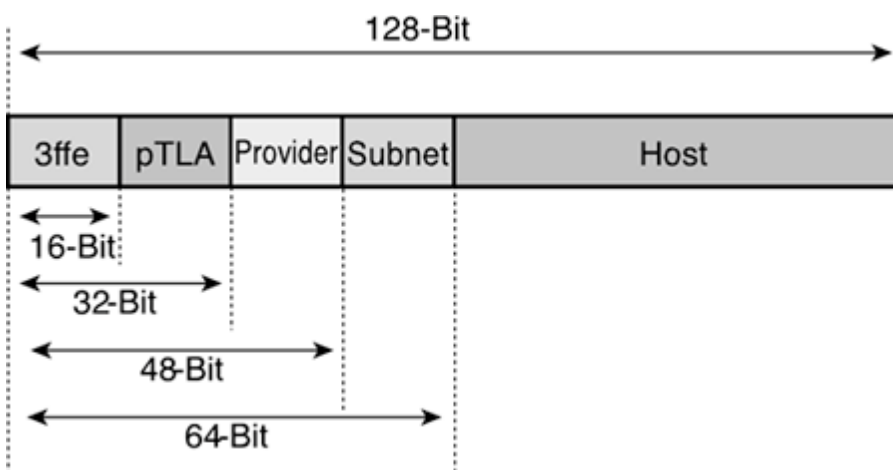 128-Bit
3ffe pTLA Provider Subnet Host
16-Bit
32-Bit
48-Bit
64-Bit